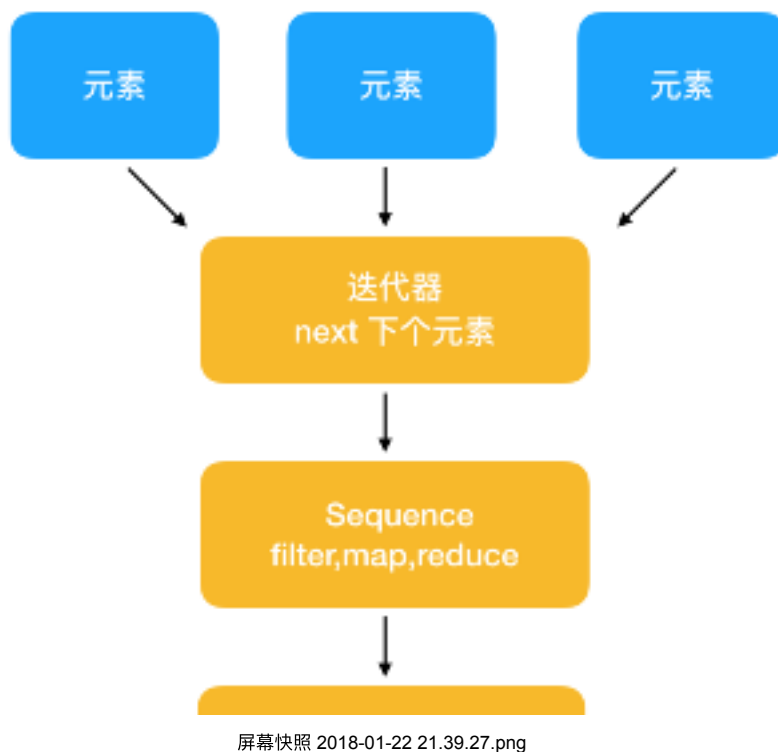 元素
元素
元素
迭代器
next 下个元素
Sequence
filter,map,reduce
屏幕快照 2018-01-22 21.39.27.png